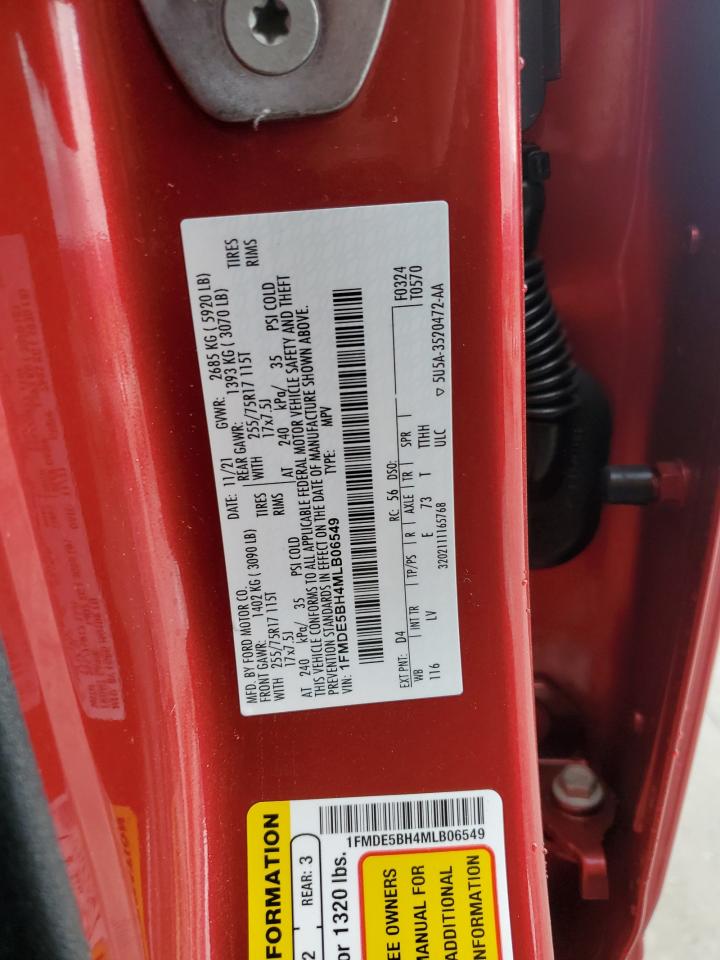 MFD. BY FORD MOTOR CO.
DATE: 11/21
GVWR: 2685 KG ( 5920 LB)
FRONT GAWR: 1402 KG ( 3090 LB)
REAR GAWR: 1393 KG ( 3070 LB)
WITH 255/75R17 115T TIRES
WITH 255/75R17 115T TIRES
17x7.5J RIMS
17x7.5J RIMS
AT 240 kPa/ 35 PSI COLD
AT 240 kPa/ 35 PSI COLD
THIS VEHICLE CONFORMS TO ALL APPLICABLE FEDERAL MOTOR VEHICLE SAFETY AND THEFT
PREVENTION STANDARDS IN EFFECT ON THE DATE OF MANUFACTURE SHOWN ABOVE.
VIN: 1FMDE5BH4MLB06549
TYPE: MPV
F0324
T0570
EXT PNT: D4 RC: 56 DSO:
WB INT TR TP/PS R AXLE TR SPR
116 LV E 73 T TTHH
3202111165768 ULC 5U5A-3520472-AA
1FMDE5BH4MLB06549
FORMATION
2 REAR: 3
or 1320 lbs.
EE OWNERS
MANUAL FOR
ADDITIONAL
NFORMATION